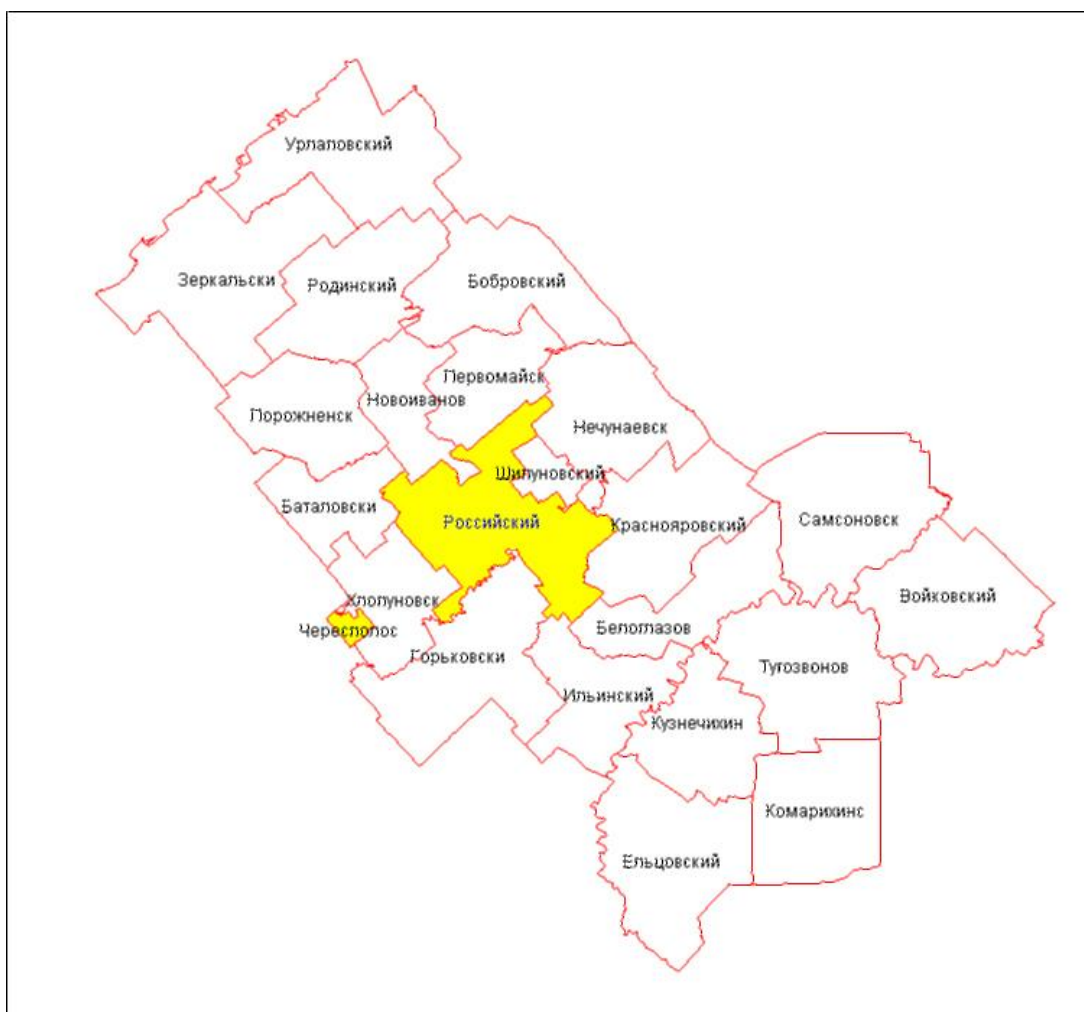 Урлаповский
Зеркальски
Родинский
Бобровский
Первомайск
Новоиванов
Порожненск
Нечунаевск
Шипуновский
Баталовски
Российский
Краснояровский
Самсоновск
Хлопуновск
Войковский
Череспопос
Белоглазов
Горьковски
Тугозвонов
Ильинский
Кузнечихин
Комарихинс
Ельцовский